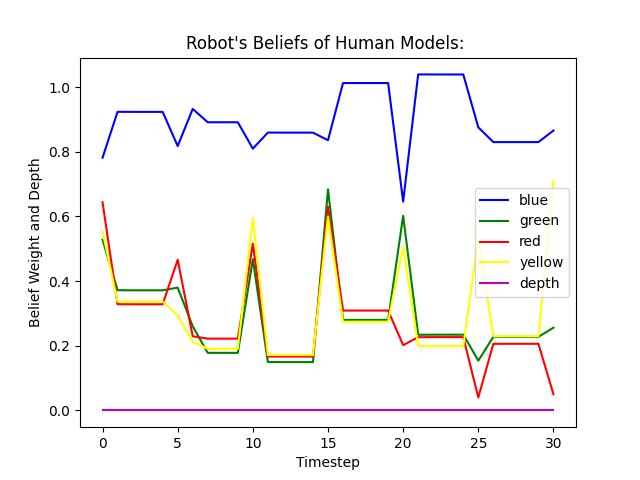 Robot's Beliefs of Human Models:
Belief Weight and Depth
1.0
0.8
0.6
0.4
0.2
0.0
blue
green
red
yellow
depth
0 5 10 15 20 25 30
Timestep